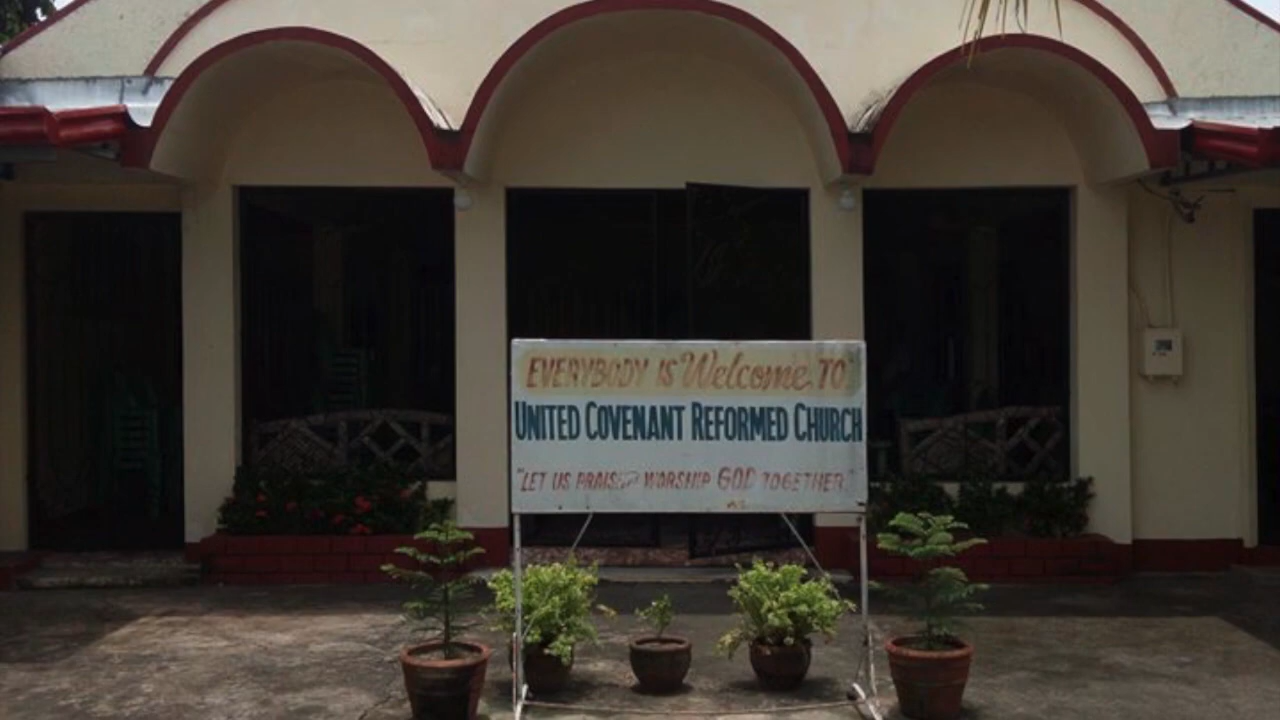 EVERYBODY IS Welcome TO
UNITED COVENANT REFORMED CHURCH
"LET US PRAISE WORSHIP GOD TOGETHER"